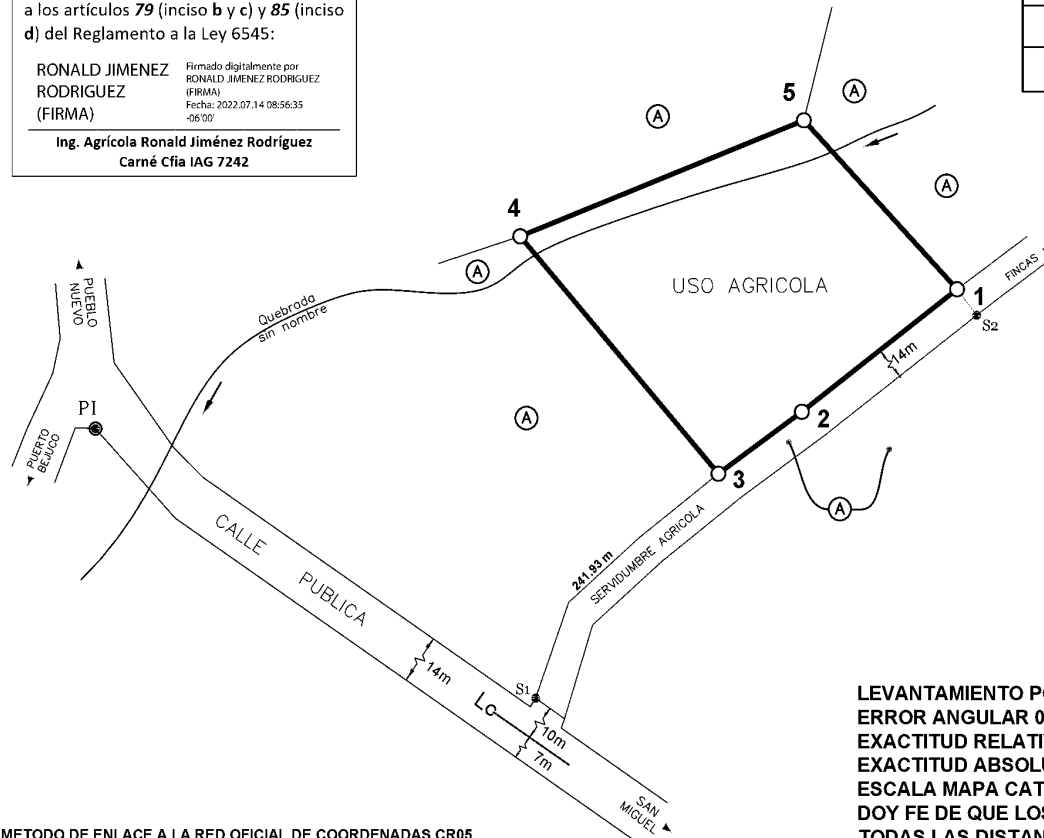 a los artículos 79 (inciso b y c) y 85 (inciso
d) del Reglamento a la Ley 6545:
RONALD JIMENEZ
RODRIGUEZ
(FIRMA)
Firmado digitalmente por
RONALD JIMENEZ RODRIGUEZ
(FIRMA)
Fecha: 2022.07.14 08:56:35
-06'00'
Ing. Agrícola Ronald Jiménez Rodríguez
Carné Cfia IAG 7242
5
A
A
A
4
A
USO AGRICOLA
FINCAS
1
S2
PUEBLO
NUEVO
Quebrada
sin nombre
14m
PI
A
2
PUERTO
BEJUCO
3
A
CALLE PUBLICA
241.93 m
SERVIDUMBRE AGRICOLA
14m
S1
Lc
10m
7m
SAN
MIGUEL
LEVANTAMIENTO
ERROR ANGULAR 0
EXACTITUD
EXACTITUD
ESCALA MAPA
DOY FE DE QUE LOS
TODAS LAS
METODO DE ENLACE A LA RED OFICIAL DE COORDENADAS CR05